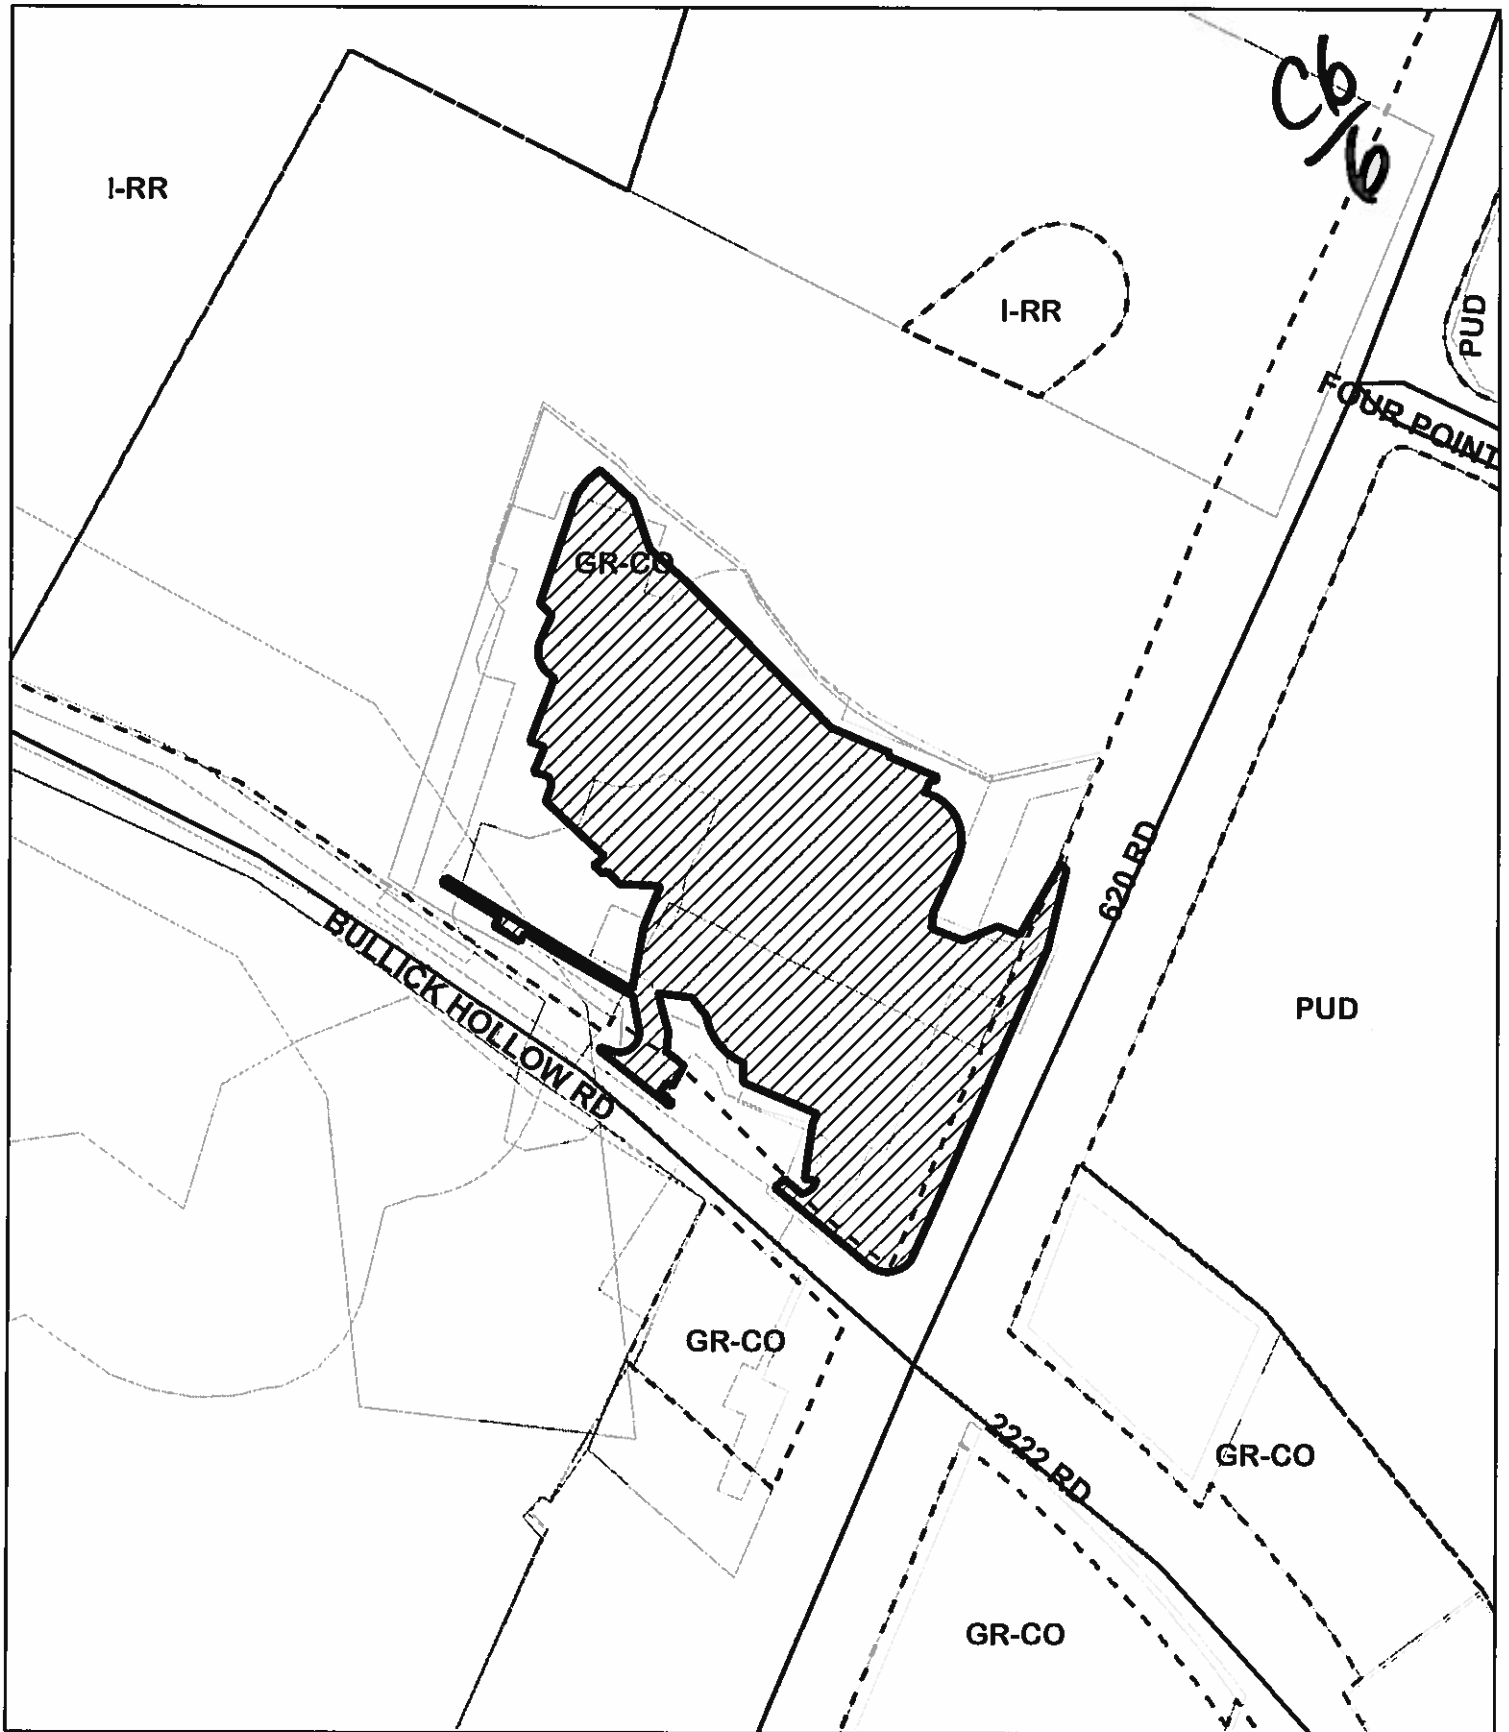 C6/6
I-RR
I-RR
PUD
FOUR POINT
GR-CO
620 RD
BULLICK HOLLOW RD
PUD
GR-CO
2222 RD
GR-CO
GR-CO